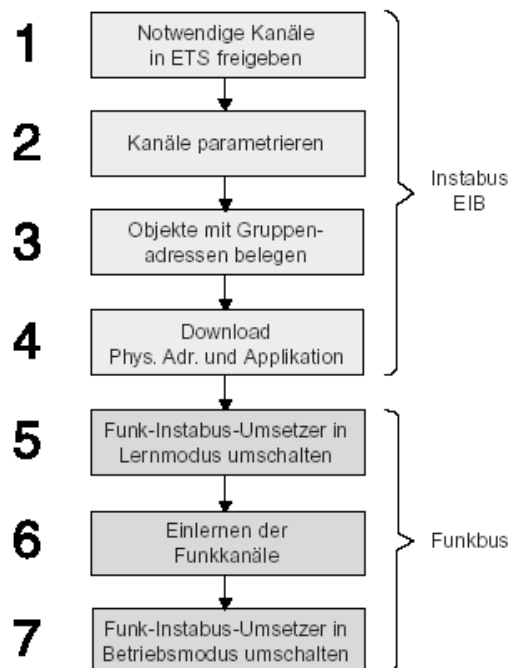 1
Notwendige Kanäle
in ETS freigeben
2
Kanäle parametrieren
3
Objekte mit Gruppen-
adressen belegen
4
Download
Phys. Adr. und Applikation
Instabus
EIB
5
Funk-Instabus-Umsetzer in
Lernmodus umschalten
6
Einlernen der
Funkkanäle
7
Funk-Instabus-Umsetzer in
Betriebsmodus umschalten
Funkbus